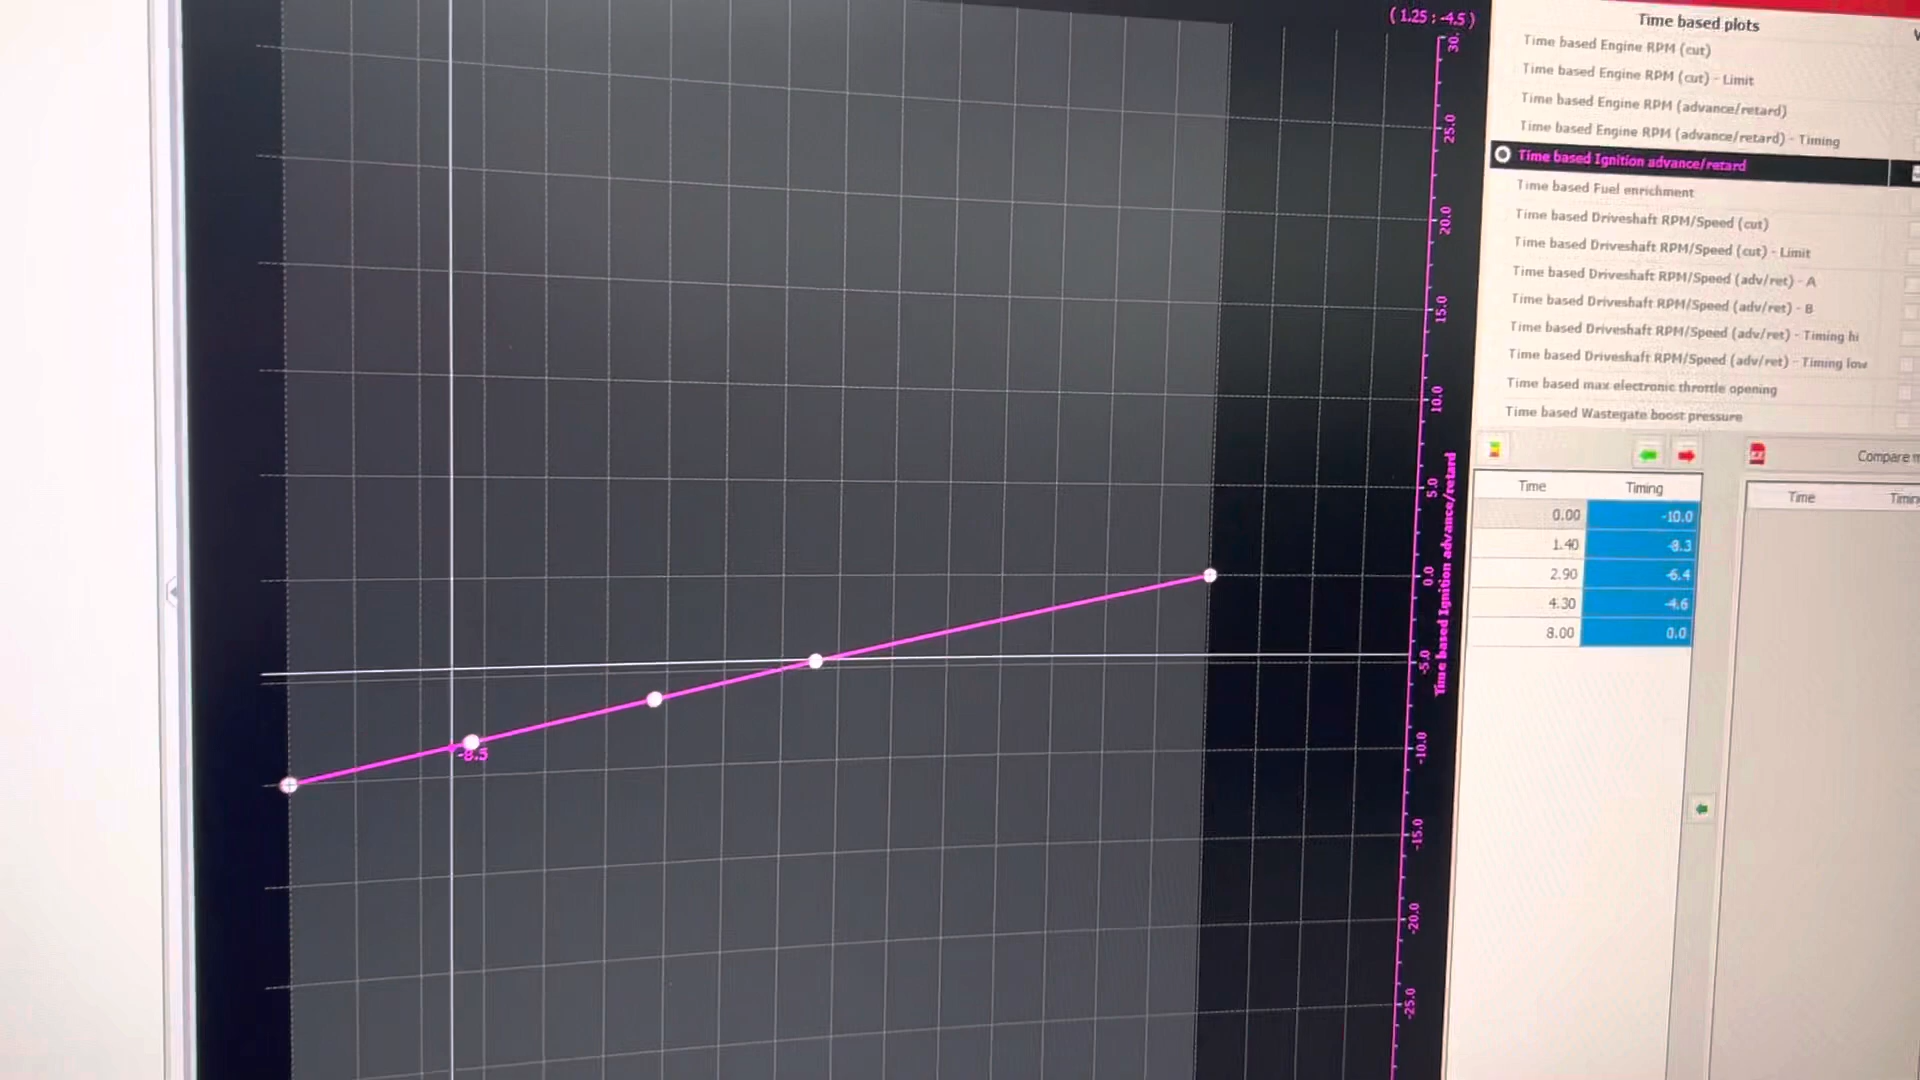 ( 1.25 ; -4.5 )
30.
25.0
20.0
15.0
10.0
5.0
0.0
-5.0
-10.0
-15.0
-20.0
-25.0
Time based Ignition advance/retard
-8.5
Time based plots
Time based Engine RPM (cut)
Time based Engine RPM (cut) - Limit
Time based Engine RPM (advance/retard)
Time based Engine RPM (advance/retard) - Timing
Time based Ignition advance/retard
Time based Fuel enrichment
Time based Driveshaft RPM/Speed (cut)
Time based Driveshaft RPM/Speed (cut) - Limit
Time based Driveshaft RPM/Speed (adv/ret) - A
Time based Driveshaft RPM/Speed (adv/ret) - B
Time based Driveshaft RPM/Speed (adv/ret) - Timing hi
Time based Driveshaft RPM/Speed (adv/ret) - Timing low
Time based max electronic throttle opening
Time based Wastegate boost pressure
Time Timing
0.00 -10.0
1.40 -8.3
2.90 -6.4
4.30 -4.6
8.00 0.0
Compare m
Time Timin